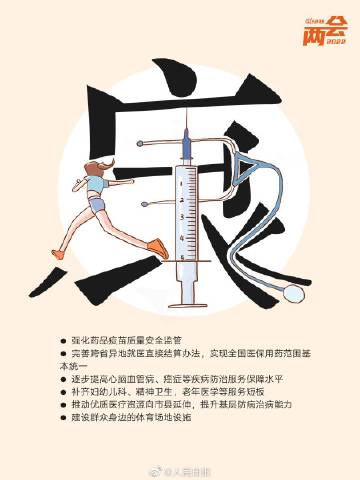 两会
2022
康
● 强化药品疫苗质量安全监管
● 完善跨省异地就医直接结算办法，实现全国医保用药范围基
本统一
● 逐步提高心脑血管病、癌症等疾病防治服务保障水平
● 补齐妇幼儿科、精神卫生、老年医学等服务短板
● 推动优质医疗资源向市县延伸，提升基层防病治病能力
● 建设群众身边的体育场地设施
1
2
3
4
5
@人民日报